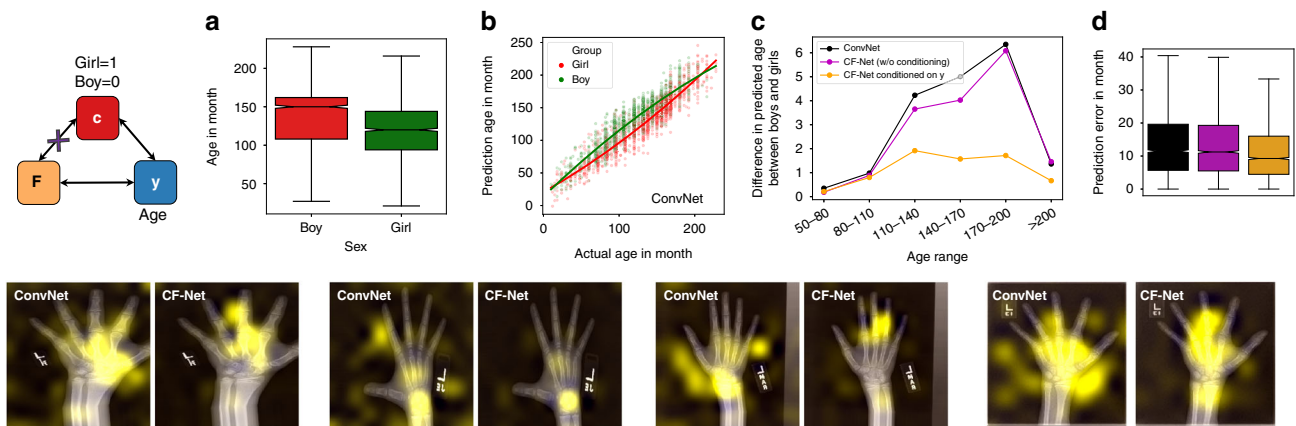 Girl=1
Boy=0
c
F
y
Age
a
Age in month
200
150
100
50
Boy
Girl
Sex
b
Prediction age in month
250
200
150
100
50
0
Group
Girl
Boy
ConvNet
0
100
200
Actual age in month
c
Difference in predicted age
between boys and girls
6
5
4
3
2
1
0
ConvNet
CF-Net (w/o conditioning)
CF-Net conditioned on y
50–80
80–110
110–140
140–170
170–200
>200
Age range
d
Prediction error in month
40
30
20
10
0
ConvNet
CF-Net
ConvNet
CF-Net
ConvNet
CF-Net
ConvNet
CF-Net